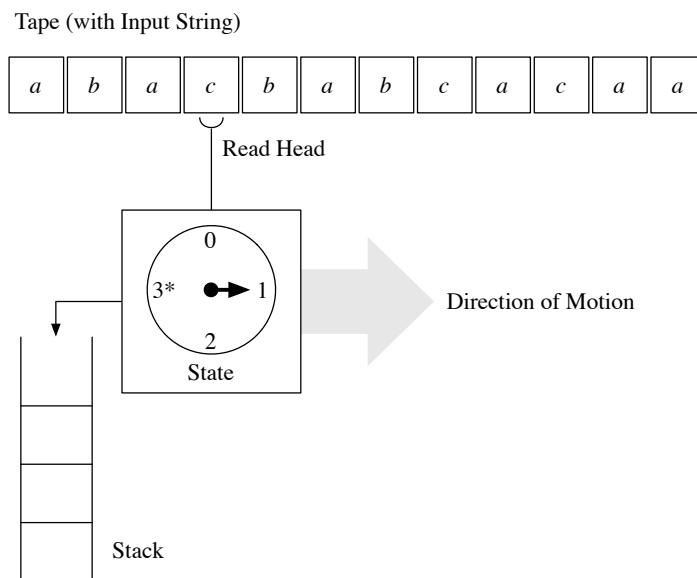 Tape (with Input String)
a b a c b a b c a c a a
Read Head
0
3* 1
2
State
Direction of Motion
Stack